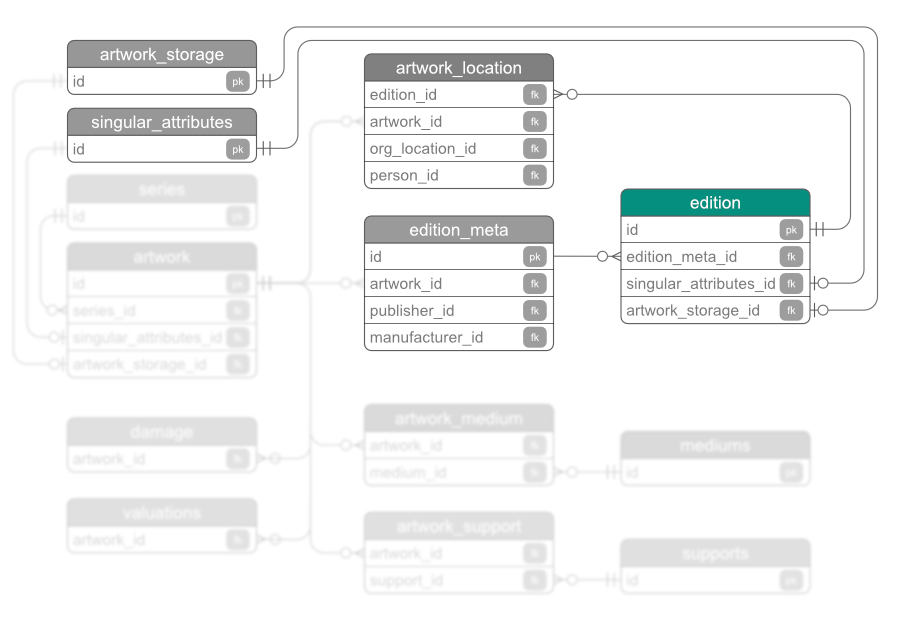 artwork_storage
id pk
singular_attributes
id pk
series
id pk
artwork
id pk
series_id fk
singular_attributes_id fk
artwork_storage_id fk
damage
artwork_id fk
valuations
artwork_id fk
artwork_location
edition_id fk
artwork_id fk
org_location_id fk
person_id fk
edition_meta
id pk
artwork_id fk
publisher_id fk
manufacturer_id fk
artwork_medium
artwork_id fk
medium_id fk
artwork_support
artwork_id fk
support_id fk
edition
id pk
edition_meta_id fk
singular_attributes_id fk
artwork_storage_id fk
mediums
id pk
supports
id pk